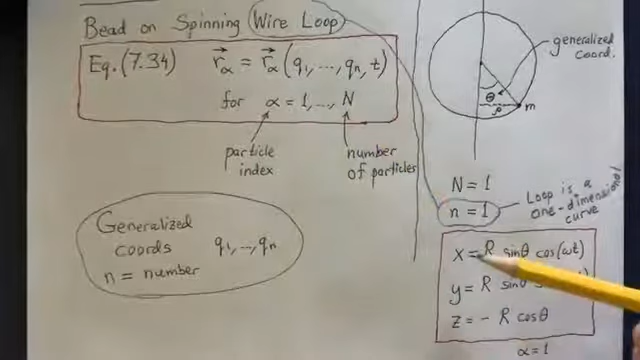 Bead on Spinning Wire Loop
Eq.(7.34) r⃗α = r⃗α (q1, ..., qn, t)
for α = 1, ..., N
particle index
number of particles
Generalized coords q1, ..., qn
n = number
generalized coord.
θ
ρ
m
N = 1
n = 1
Loop is a one-dimensional curve
x = R sinθ cos(ωt)
y = R sinθ
z = - R cosθ
α = 1